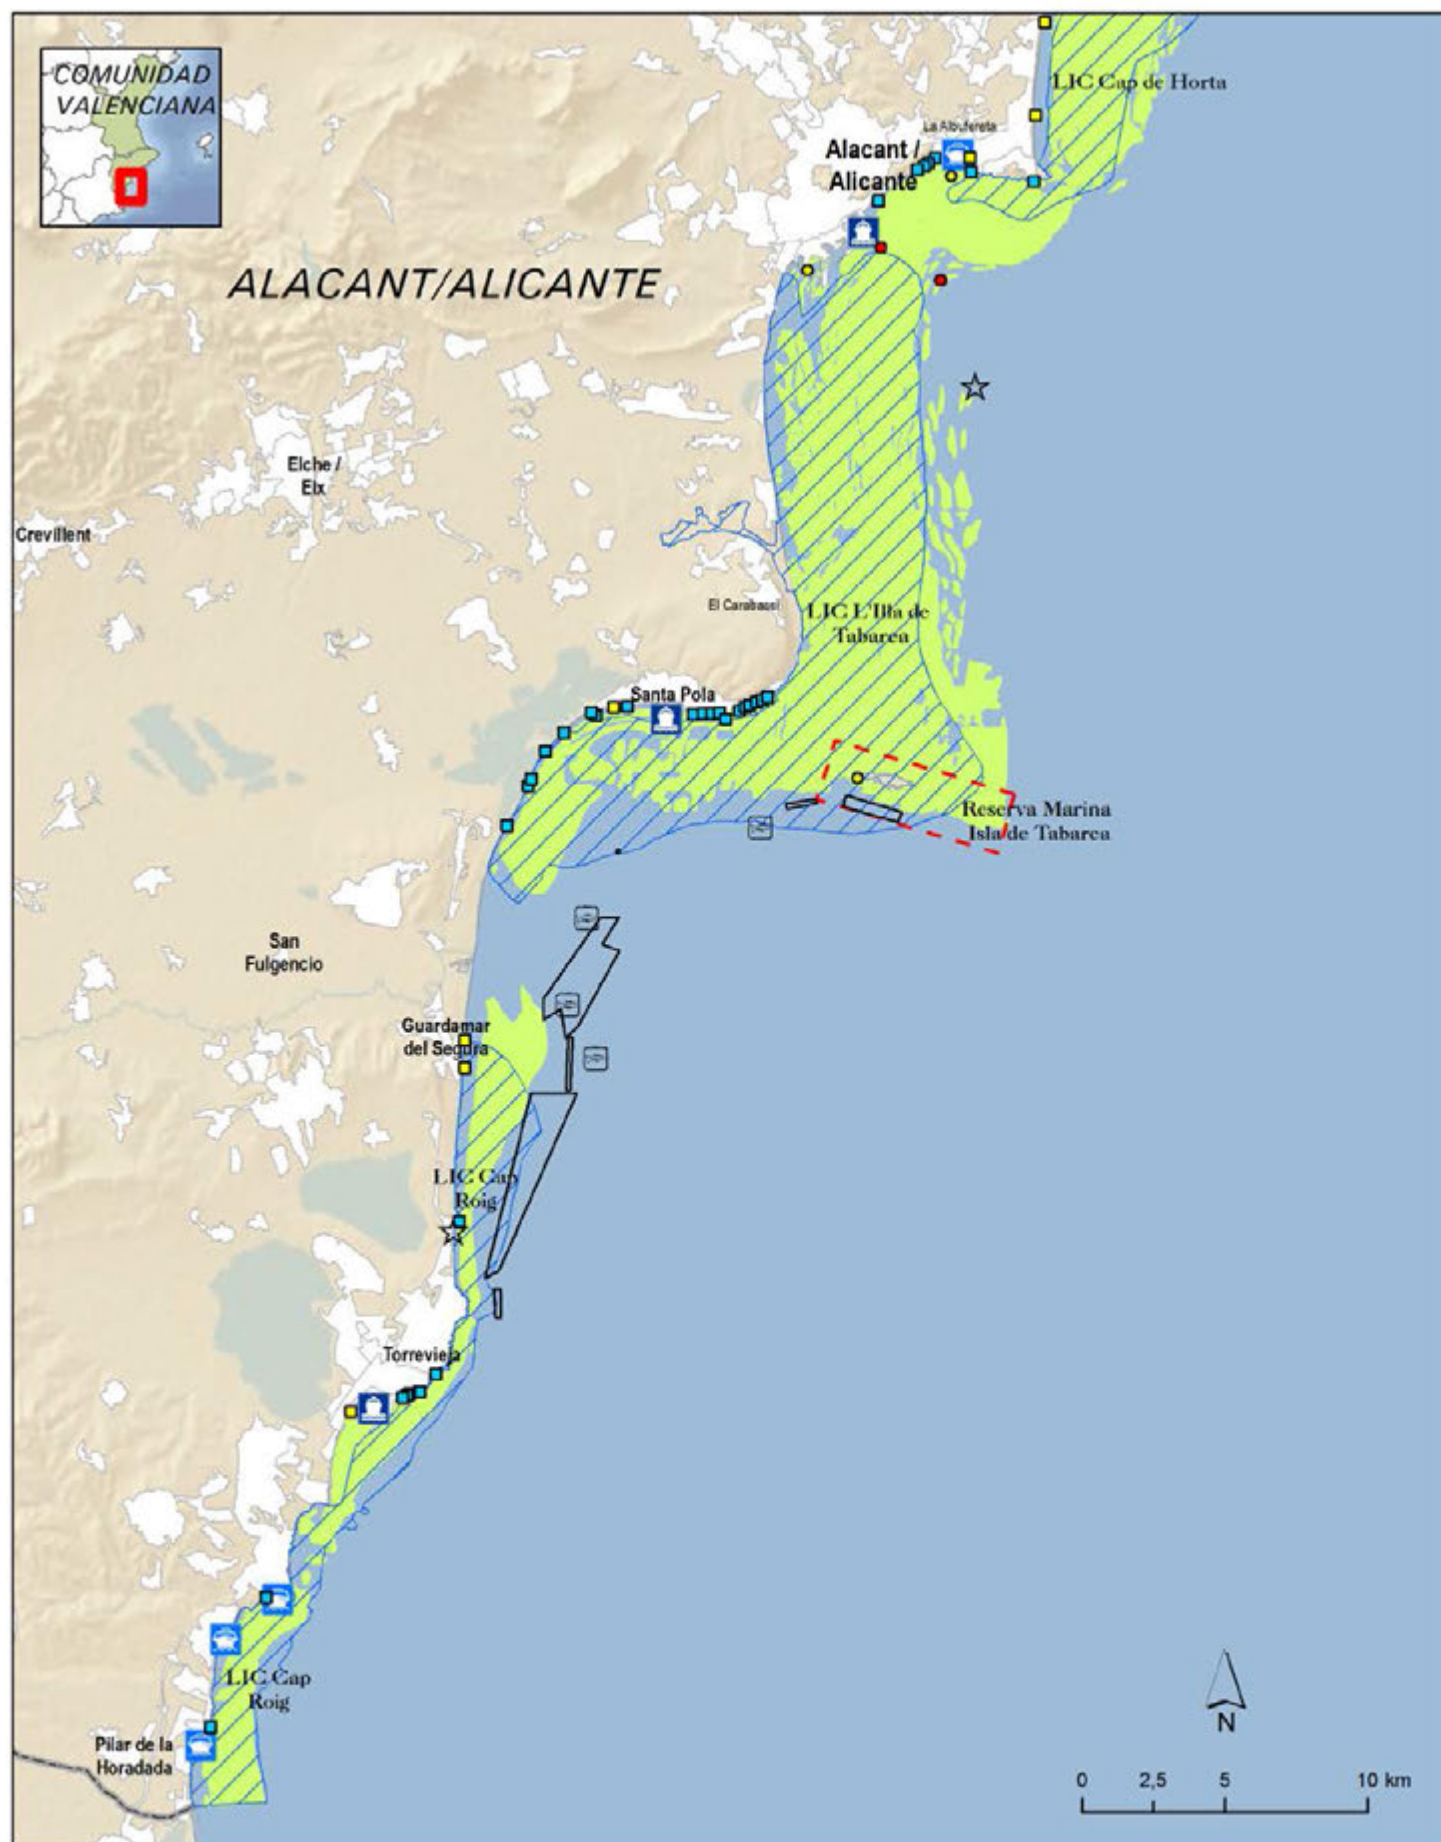 COMUNIDAD
VALENCIANA
LIC Cap de Horta
La Albufereta
Alacant /
Alicante
ALACANT/ALICANTE
Elche /
Elx
Crevillent
El Carabassí
LIC L'Illa de
Tabarca
Santa Pola
Reserva Marina
Isla de Tabarca
San
Fulgencio
Guardamar
del Segura
LIC Cap
Roig
Torrevieja
LIC Cap
Roig
Pilar de la
Horadada
N
0 2,5 5 10 km